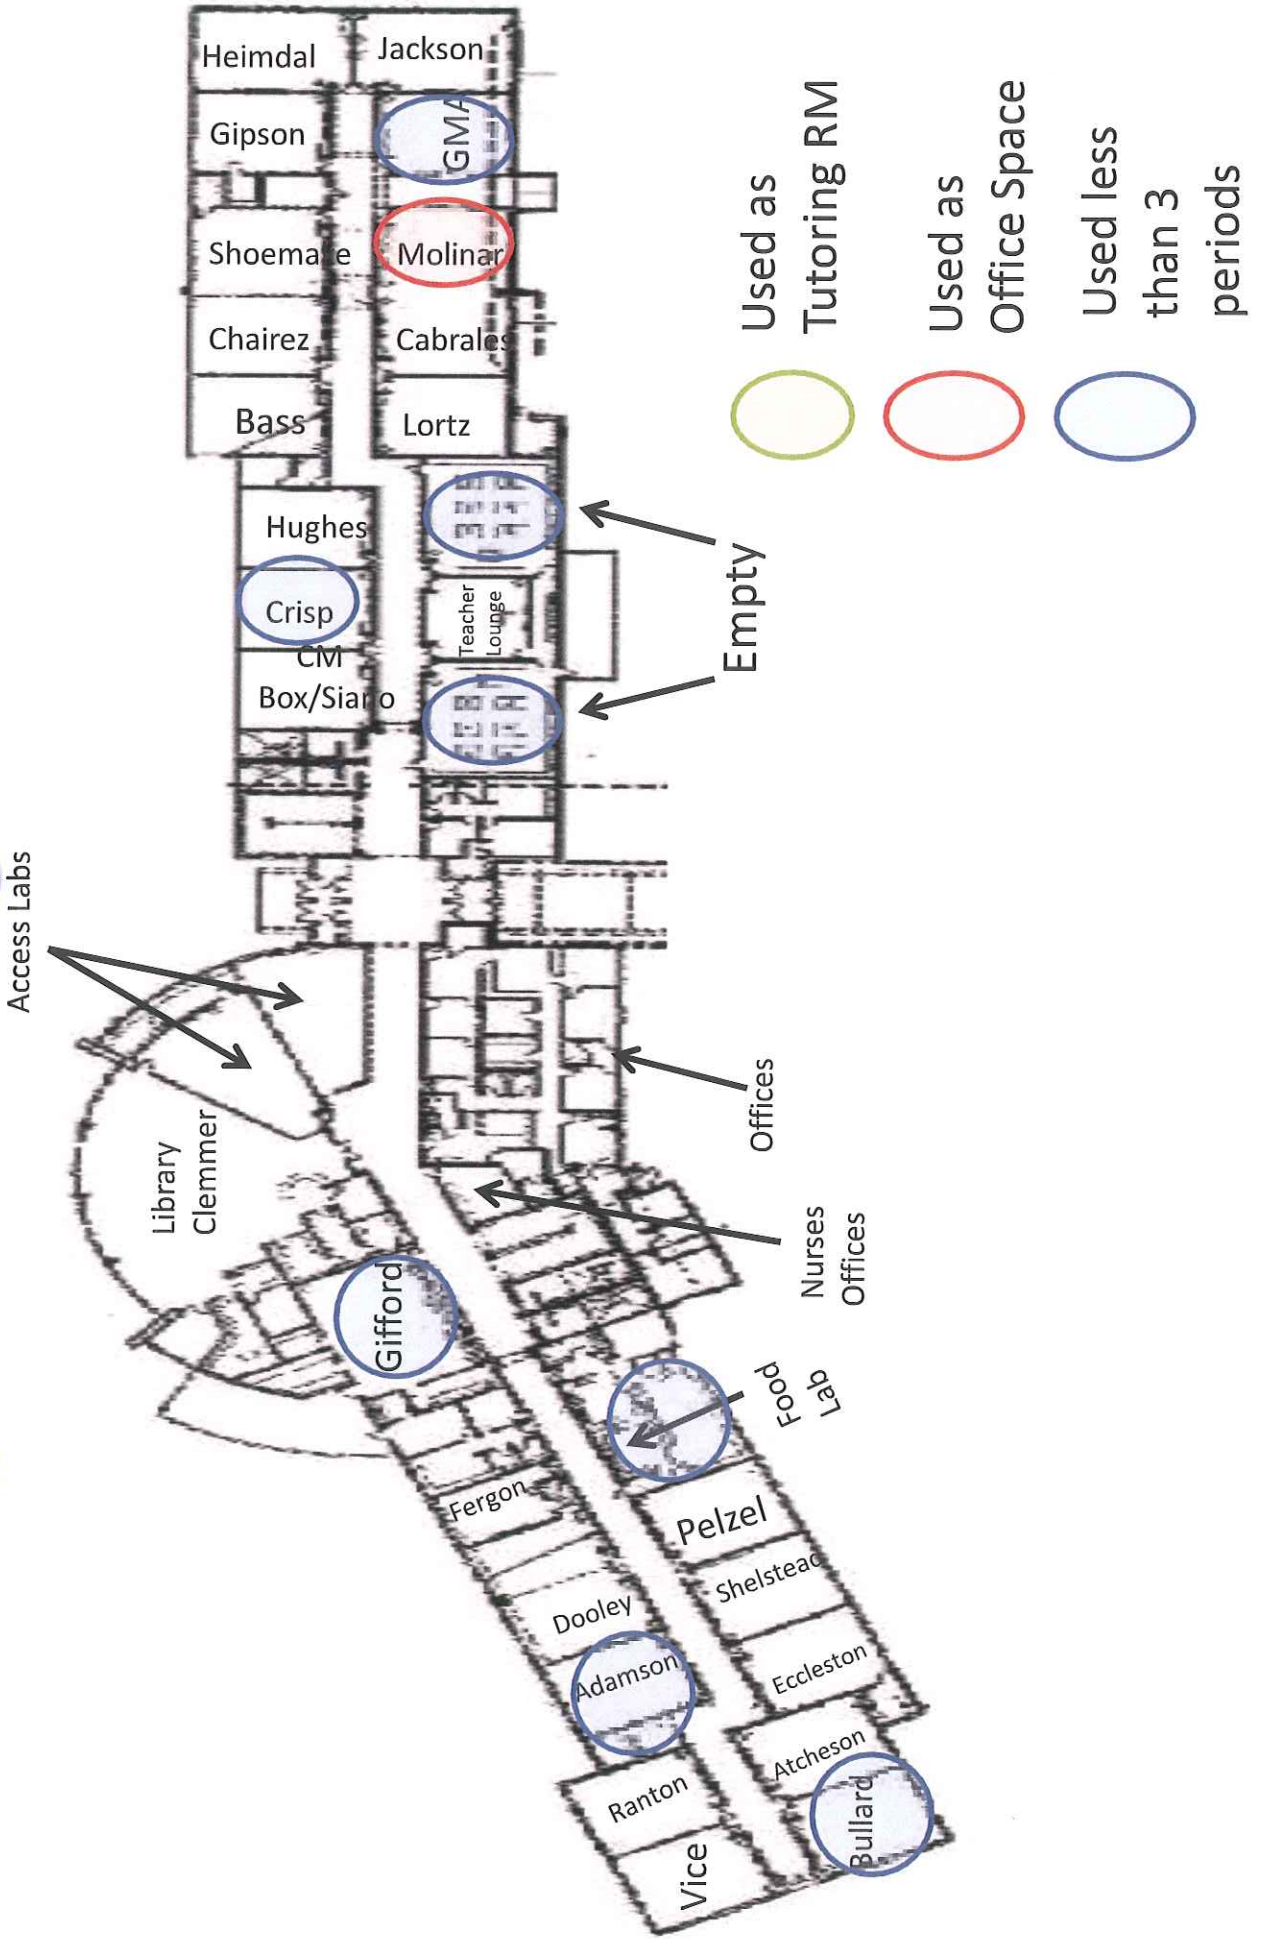 Heimdal
Jackson
Gipson
GMA
Shoemake
Molinar
Chairez
Cabrales
Bass
Lortz
Hughes
Crisp
CM
Box/Siano
Teacher
Lounge
Empty
Used as
Tutoring RM
Used as
Office Space
Used less
than 3
periods
Access Labs
Library
Clemmer
Offices
Nurses
Offices
Gifford
Food
Lab
Fergon
Pelzel
Dooley
Shelstead
Adamson
Eccleston
Ranton
Atcheson
Vice
Bullard